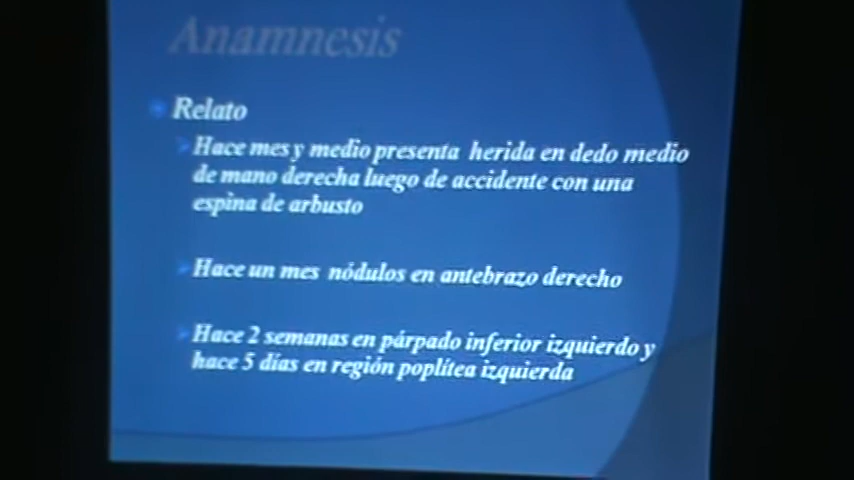 Anamnesis
Relato
Hace mes y medio presenta herida en dedo medio
de mano derecha luego de accidente con una
espina de arbusto
Hace un mes nódulos en antebrazo derecho
Hace 2 semanas en párpado inferior izquierdo y
hace 5 días en región poplítea izquierda